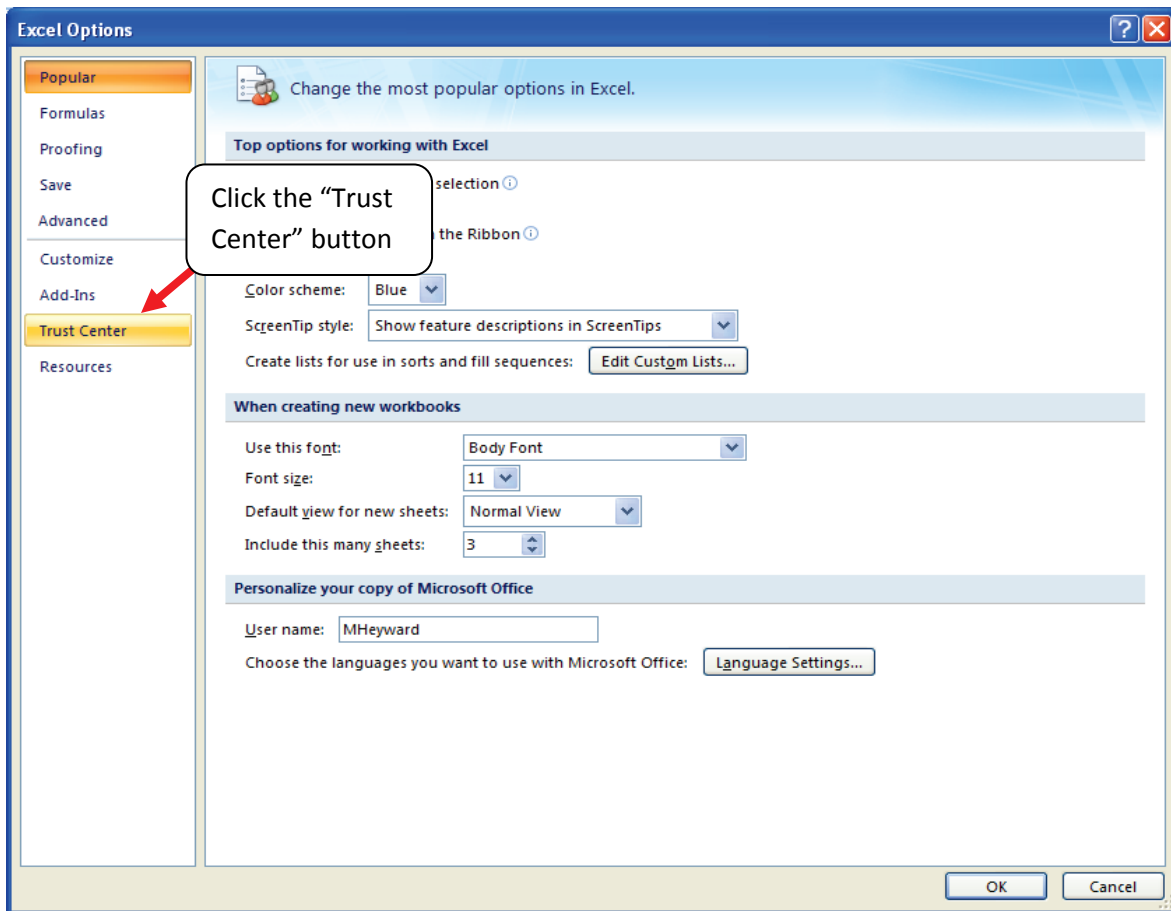 Excel Options
Popular
Formulas
Proofing
Save
Advanced
Customize
Add-Ins
Trust Center
Resources
Change the most popular options in Excel.
Top options for working with Excel
selection
Click the “Trust
Center” button
the Ribbon
Color scheme: Blue
ScreenTip style: Show feature descriptions in ScreenTips
Create lists for use in sorts and fill sequences: Edit Custom Lists...
When creating new workbooks
Use this font: Body Font
Font size: 11
Default view for new sheets: Normal View
Include this many sheets: 3
Personalize your copy of Microsoft Office
User name: MHeyward
Choose the languages you want to use with Microsoft Office: Language Settings...
OK Cancel